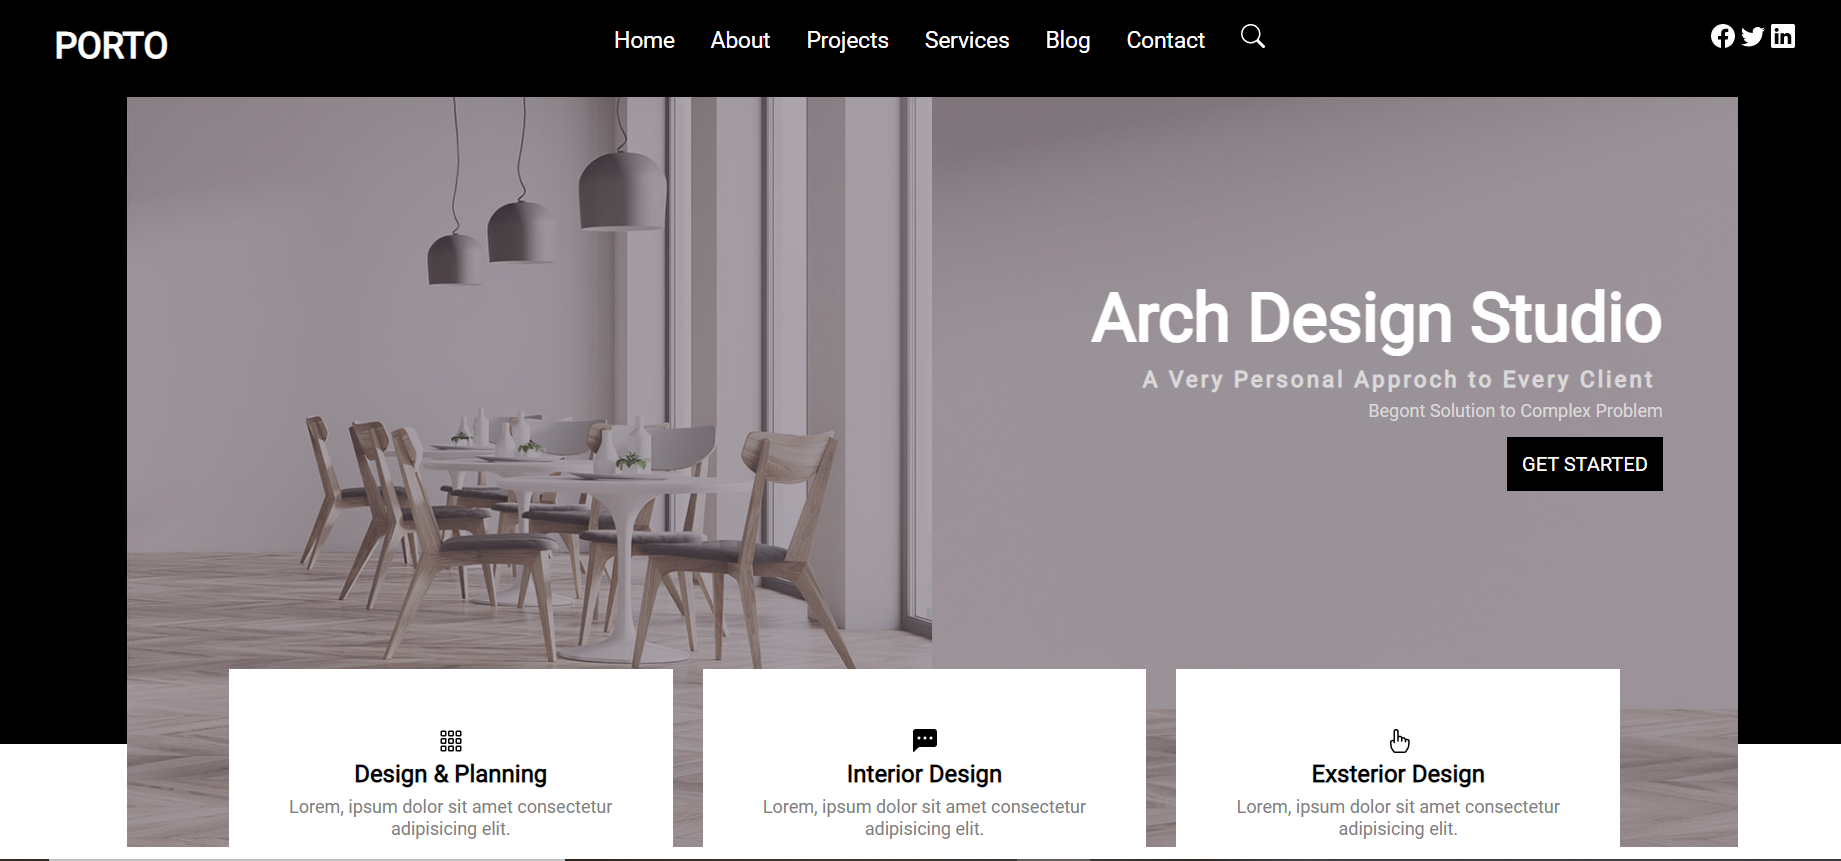 PORTO
Home About Projects Services Blog Contact
Arch Design Studio
A Very Personal Approch to Every Client
Begont Solution to Complex Problem
GET STARTED
Design & Planning
Lorem, ipsum dolor sit amet consectetur
adipisicing elit.
Interior Design
Lorem, ipsum dolor sit amet consectetur
adipisicing elit.
Exsterior Design
Lorem, ipsum dolor sit amet consectetur
adipisicing elit.